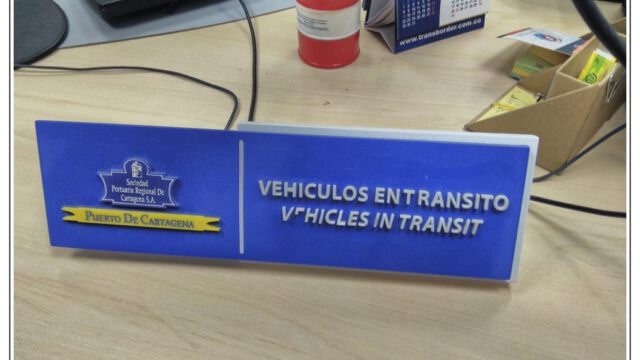 www.transborder.com.co
Sociedad
Portuaria Regional De
Cartagena S.A.
PUERTO DE CARTAGENA
VEHICULOS EN TRANSITO
VEHICLES IN TRANSIT